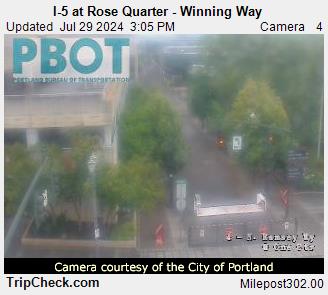 I-5 at Rose Quarter - Winning Way
Updated Jul 29 2024 3:05 PM Camera 4
PBOT
PORTLAND BUREAU OF TRANSPORTATION
Camera courtesy of the City of Portland
TripCheck.com Milepost302.00